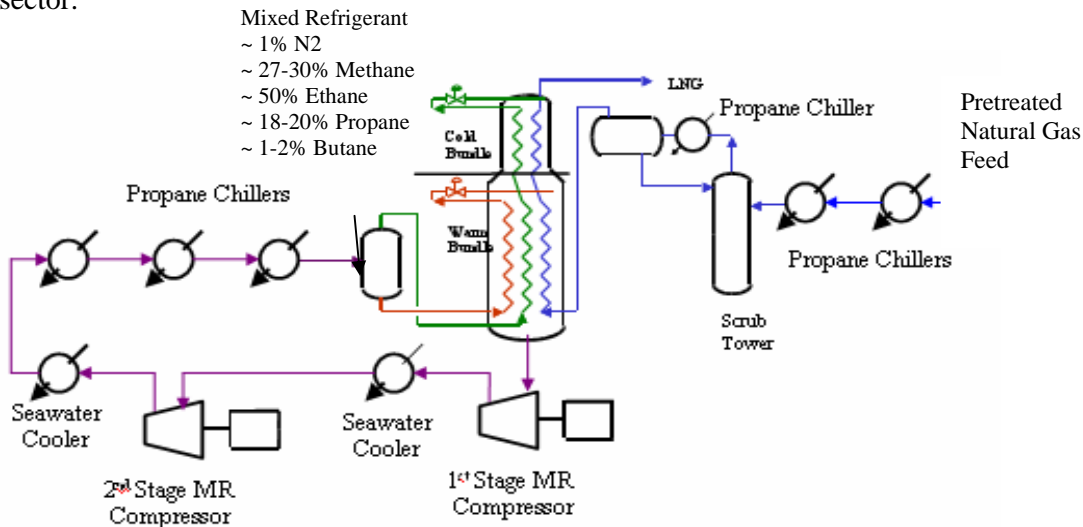 sector.
Mixed Refrigerant
~ 1% N2
~ 27-30% Methane
~ 50% Ethane
~ 18-20% Propane
~ 1-2% Butane
LNG
Propane Chiller
Pretreated
Natural Gas
Feed
Cold
Bundle
Propane Chillers
Warm
Bundle
Propane Chillers
Scrub
Tower
Seawater
Cooler
Seawater
Cooler
2nd Stage MR
Compressor
1st Stage MR
Compressor